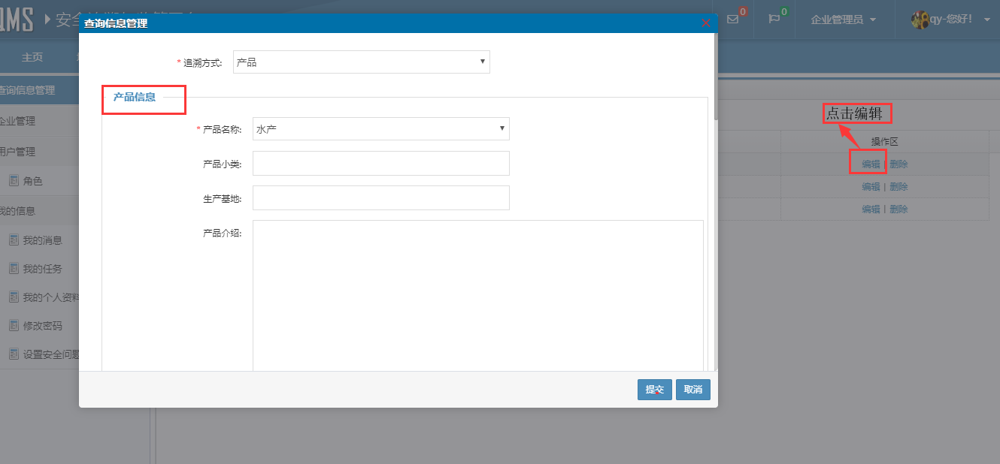 QMS
安全
查询信息管理
0
0
企业管理员
qy-您好!
主页
* 追溯方式:
产品
查询信息管理
产品信息
点击编辑
企业管理
* 产品名称:
水产
操作区
用户管理
产品小类:
编辑 | 删除
角色
编辑 | 删除
生产基地:
我的信息
编辑 | 删除
产品介绍:
我的消息
我的任务
我的个人资料
修改密码
设置安全问题
提交
取消